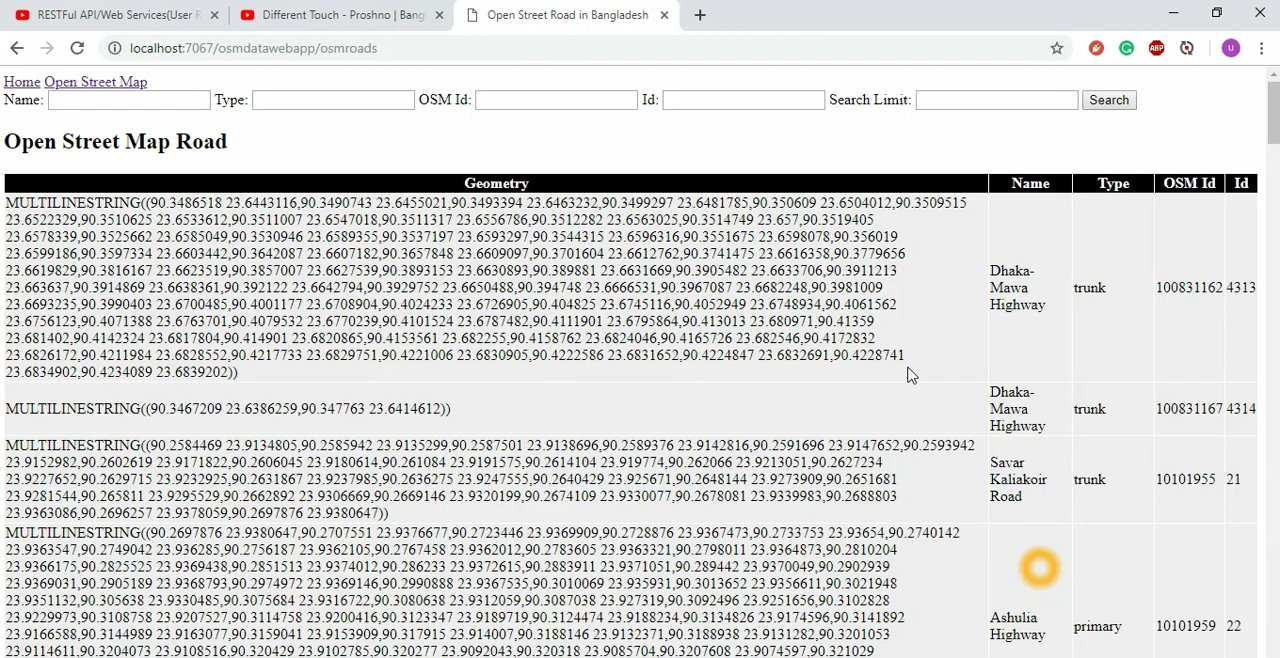 RESTFul API/Web Services(User R
Different Touch - Proshno | Bang
Open Street Road in Bangladesh
localhost:7067/osmdatawebapp/osmroads
ABP
U
Home Open Street Map
Name: Type: OSM Id: Id: Search Limit: Search
Open Street Map Road
Geometry Name Type OSM Id Id
MULTILINESTRING((90.3486518 23.6443116,90.3490743 23.6455021,90.3493394 23.6463232,90.3499297 23.6481785,90.350609 23.6504012,90.3509515
23.6522329,90.3510625 23.6533612,90.3511007 23.6547018,90.3511317 23.6556786,90.3512282 23.6563025,90.3514749 23.657,90.3519405
23.6578339,90.3525662 23.6585049,90.3530946 23.6589355,90.3537197 23.6593297,90.3544315 23.6596316,90.3551675 23.6598078,90.356019
23.6599186,90.3597334 23.6603442,90.3642087 23.6607182,90.3657848 23.6609097,90.3701604 23.6612762,90.3741475 23.6616358,90.3779656
23.6619829,90.3816167 23.6623519,90.3857007 23.6627539,90.3893153 23.6630893,90.389881 23.6631669,90.3905482 23.6633706,90.3911213
23.663637,90.3914869 23.6638361,90.392122 23.6642794,90.3929752 23.6650488,90.394748 23.6666531,90.3967087 23.6682248,90.3981009
23.6693235,90.3990403 23.6700485,90.4001177 23.6708904,90.4024233 23.6726905,90.404825 23.6745116,90.4052949 23.6748934,90.4061562
23.6756123,90.4071388 23.6763701,90.4079532 23.6770239,90.4101524 23.6787482,90.4111901 23.6795864,90.413013 23.680971,90.41359
23.681402,90.4142324 23.6817804,90.414901 23.6820865,90.4153561 23.682255,90.4158762 23.6824046,90.4165726 23.682546,90.4172832
23.6826172,90.4211984 23.6828552,90.4217733 23.6829751,90.4221006 23.6830905,90.4222586 23.6831652,90.4224847 23.6832691,90.4228741
23.6834902,90.4234089 23.6839202))
Dhaka-
Mawa
Highway
trunk
100831162 4313
MULTILINESTRING((90.3467209 23.6386259,90.347763 23.6414612))
Dhaka-
Mawa
Highway
trunk
100831167 4314
MULTILINESTRING((90.2584469 23.9134805,90.2585942 23.9135299,90.2587501 23.9138696,90.2589376 23.9142816,90.2591696 23.9147652,90.2593942
23.9152982,90.2602619 23.9171822,90.2606045 23.9180614,90.261084 23.9191575,90.2614104 23.919774,90.262066 23.9213051,90.2627234
23.9227652,90.2629715 23.9232925,90.2631867 23.9237985,90.2636275 23.9247555,90.2640429 23.925671,90.2648144 23.9273909,90.2651681
23.9281544,90.265811 23.9295529,90.2662892 23.9306669,90.2669146 23.9320199,90.2674109 23.9330077,90.2678081 23.9339983,90.2688803
23.9363086,90.2696257 23.9378059,90.2697876 23.9380647))
Savar
Kaliakoir
Road
trunk
10101955 21
MULTILINESTRING((90.2697876 23.9380647,90.2707551 23.9376677,90.2723446 23.9369909,90.2728876 23.9367473,90.2733753 23.93654,90.2740142
23.9363547,90.2749042 23.936285,90.2756187 23.9362105,90.2767458 23.9362012,90.2783605 23.9363321,90.2798011 23.9364873,90.2810204
23.9366175,90.2825525 23.9369438,90.2851513 23.937012,90.286233 23.9372615,90.2883911 23.9371051,90.289442 23.9370049,90.2902939
23.9369031,90.2905189 23.9368793,90.2974972 23.9368146,90.2990888 23.9367535,90.3010069 23.935931,90.3013652 23.9356611,90.3021948
23.9351132,90.305638 23.9330485,90.3075684 23.9316722,90.3080638 23.9312059,90.3087038 23.927319,90.3092496 23.9251656,90.3102828
23.9229973,90.3108758 23.9207527,90.3114758 23.9200416,90.3123347 23.9189719,90.3124474 23.9188234,90.3134826 23.9174596,90.3141892
23.9166588,90.3144989 23.9163077,90.3159041 23.9153909,90.317915 23.914007,90.3188146 23.9132371,90.3188938 23.9131282,90.3201053
23.9114611,90.3204073 23.9108516,90.320429 23.9102785,90.320277 23.9092043,90.320318 23.9085704,90.3207608 23.9074597,90.321029
Ashulia
Highway
primary
10101959 22